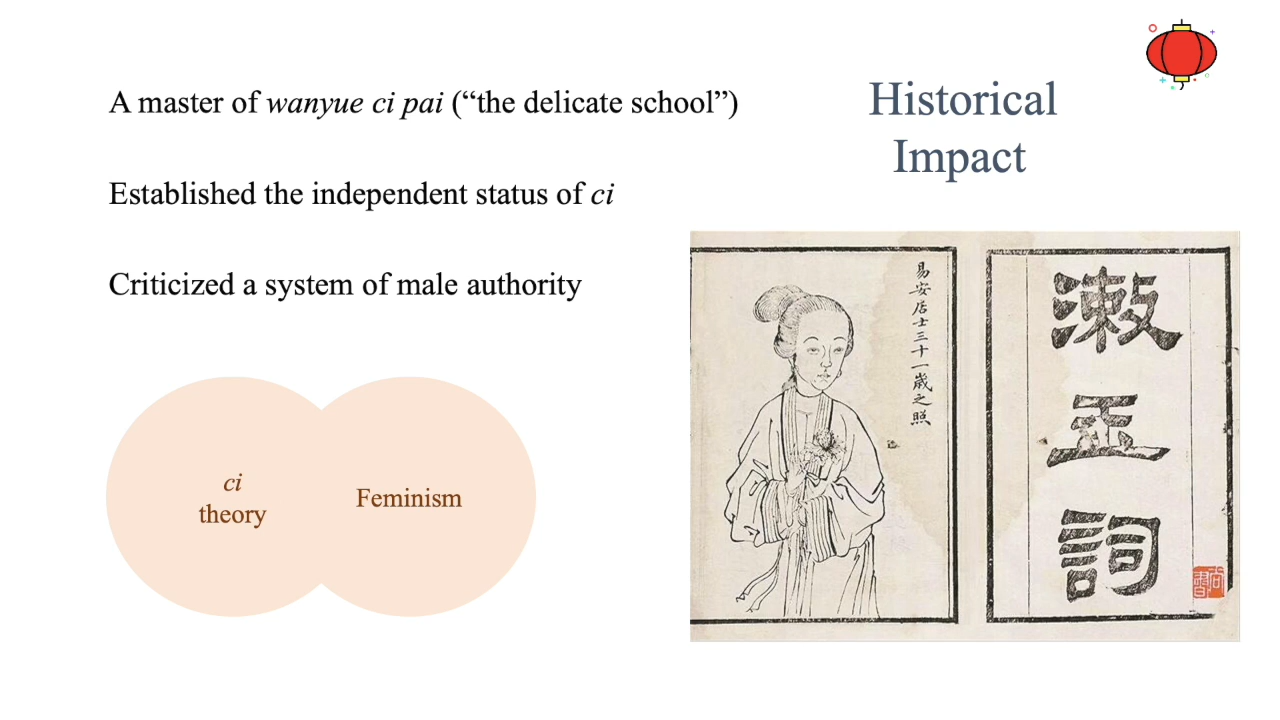 Historical
Impact
A master of wanyue ci pai (“the delicate school”)
Established the independent status of ci
Criticized a system of male authority
ci
theory
Feminism
易安居士三十一歲之照
漱玉詞